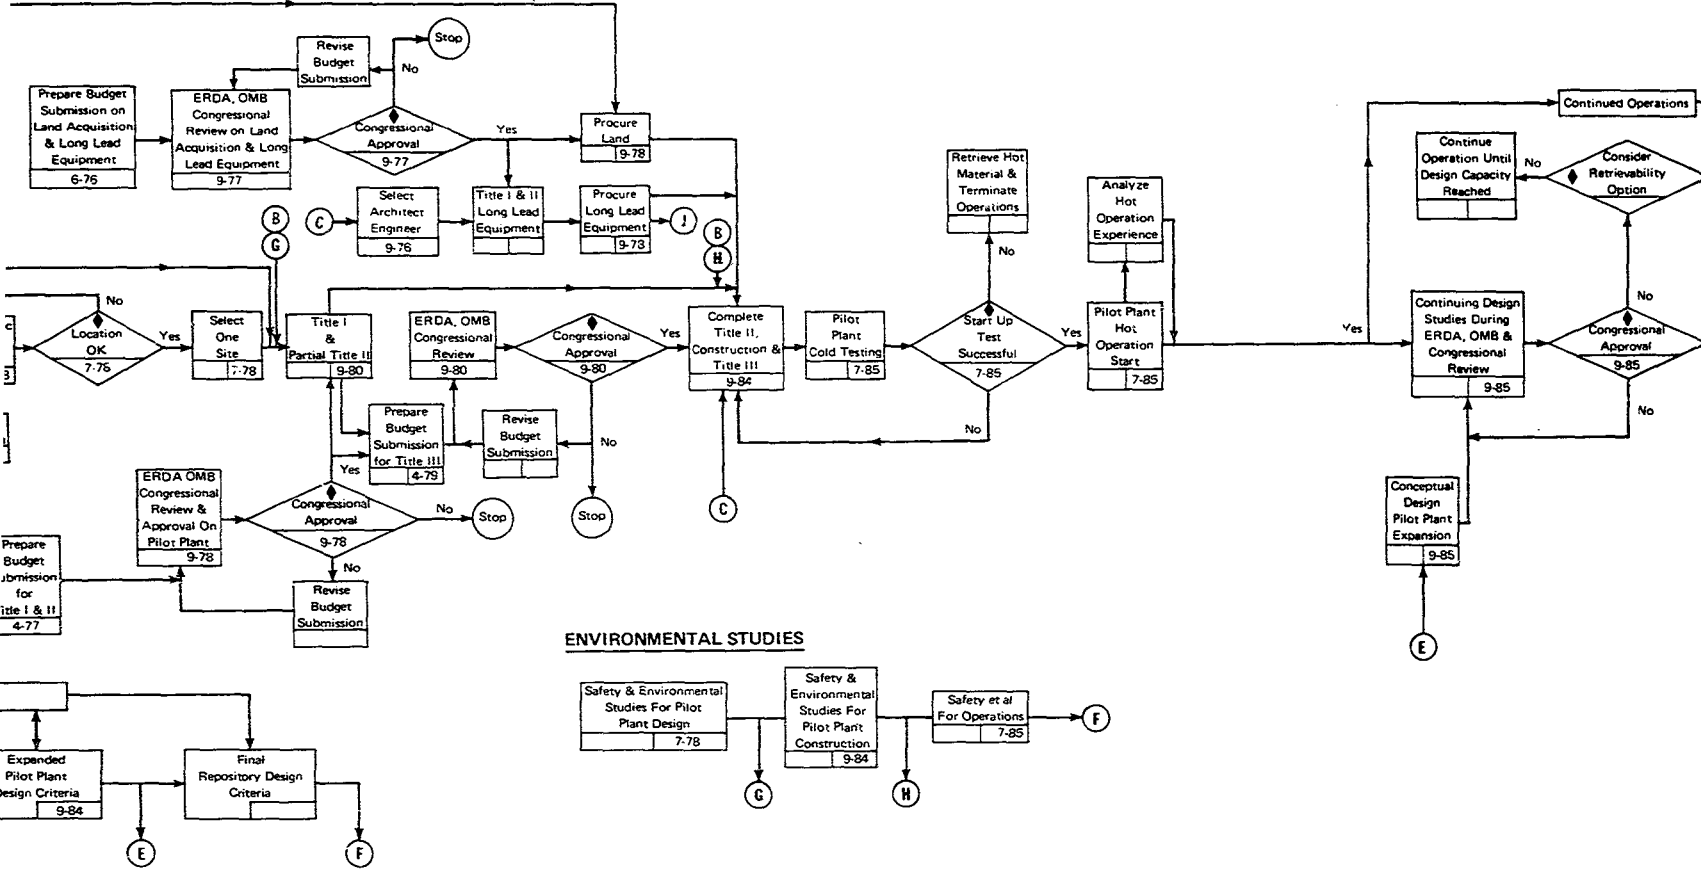 Stop
Revise
Budget
Submission
No
Prepare Budget
Submission on
Land Acquisition
& Long Lead
Equipment
6-76
ERDA, OMB
Congressional
Review on Land
Acquisition & Long
Lead Equipment
9-77
Congressional
Approval
9-77
Yes
Procure
Land
9-78
C
Select
Architect
Engineer
9-76
Title I & II
Long Lead
Equipment
Procure
Long Lead
Equipment
9-73
J
B
G
B
H
No
Location
OK
7-76
Yes
Select
One
Site
7-78
Title I
&
Partial Title II
9-80
ERDA, OMB
Congressional
Review
9-80
Congressional
Approval
9-80
Yes
Complete
Title II,
Construction &
Title III
9-84
Pilot
Plant
Cold Testing
7-85
Start Up
Test
Successful
7-85
No
Retrieve Hot
Material &
Terminate
Operations
Yes
Analyze
Hot
Operation
Experience
Pilot Plant
Hot
Operation
Start
7-85
Yes
Continued Operations
Continue
Operation Until
Design Capacity
Reached
No
Consider
Retrievability
Option
No
Continuing Design
Studies During
ERDA, OMB &
Congressional
Review
9-85
Congressional
Approval
9-85
No
Conceptual
Design
Pilot Plant
Expansion
9-85
E
No
C
Prepare
Budget
Submission
for Title III
4-79
Revise
Budget
Submission
No
Stop
Yes
ERDA OMB
Congressional
Review &
Approval On
Pilot Plant
9-78
Congressional
Approval
9-78
No
Stop
No
Revise
Budget
Submission
Prepare
Budget
ubmission
for
itle I & II
4-77
ENVIRONMENTAL STUDIES
Safety & Environmental
Studies For Pilot
Plant Design
7-78
G
Safety &
Environmental
Studies For
Pilot Plant
Construction
9-84
H
Safety et al
For Operations
7-85
F
Expanded
Pilot Plant
esign Criteria
9-84
E
Final
Repository Design
Criteria
F